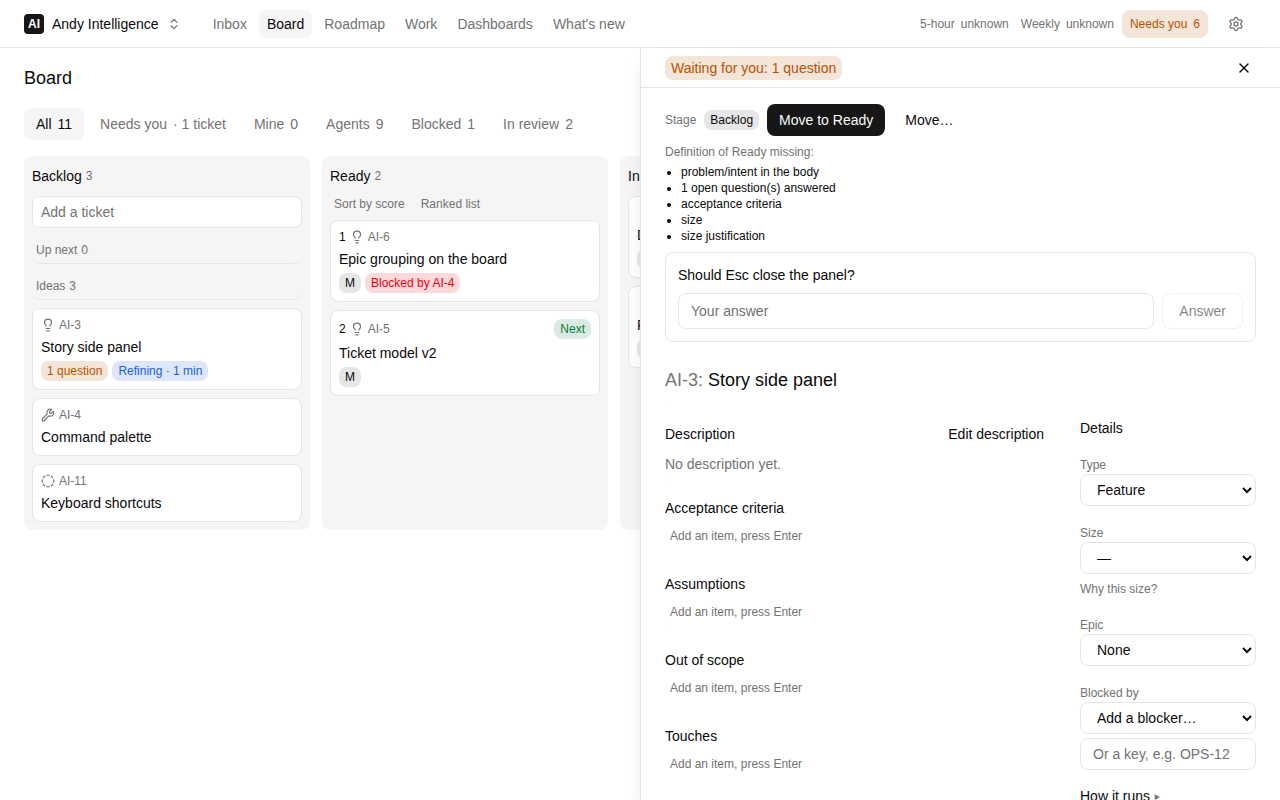 AI Andy Intelligence Inbox Board Roadmap Work Dashboards What's new 5-hour unknown Weekly unknown Needs you 6
Board
All 11 Needs you · 1 ticket Mine 0 Agents 9 Blocked 1 In review 2
Backlog 3
Add a ticket
Up next 0
Ideas 3
AI-3
Story side panel
1 question Refining · 1 min
AI-4
Command palette
AI-11
Keyboard shortcuts
Ready 2
Sort by score Ranked list
1 AI-6
Epic grouping on the board
M Blocked by AI-4
2 AI-5 Next
Ticket model v2
M
In
Waiting for you: 1 question
Stage Backlog Move to Ready Move…
Definition of Ready missing:
• problem/intent in the body
• 1 open question(s) answered
• acceptance criteria
• size
• size justification
Should Esc close the panel?
Your answer Answer
AI-3: Story side panel
Description Edit description
No description yet.
Acceptance criteria
Add an item, press Enter
Assumptions
Add an item, press Enter
Out of scope
Add an item, press Enter
Touches
Add an item, press Enter
Details
Type
Feature
Size
—
Why this size?
Epic
None
Blocked by
Add a blocker…
Or a key, e.g. OPS-12
How it runs ▸